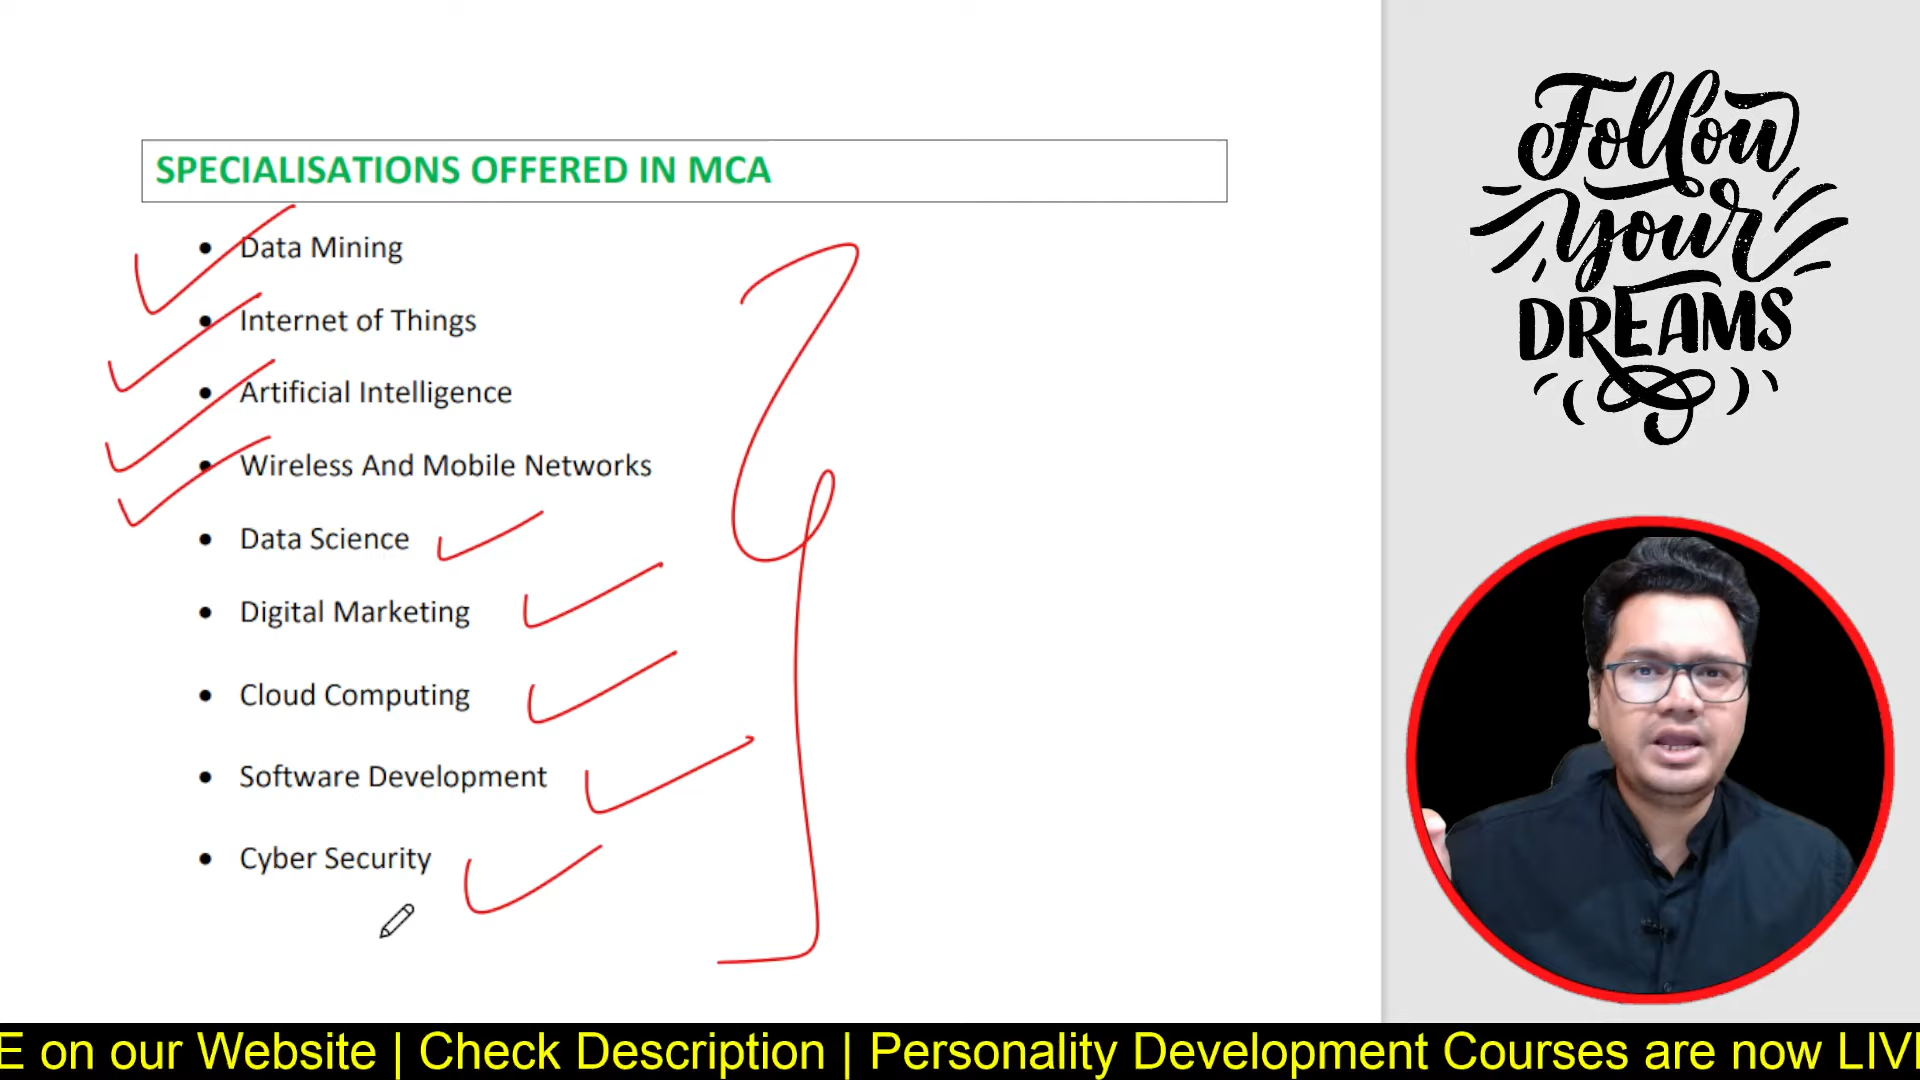 SPECIALISATIONS OFFERED IN MCA
• Data Mining
• Internet of Things
• Artificial Intelligence
• Wireless And Mobile Networks
• Data Science
• Digital Marketing
• Cloud Computing
• Software Development
• Cyber Security
Follow
your
DREAMS
E on our Website | Check Description | Personality Development Courses are now LIV